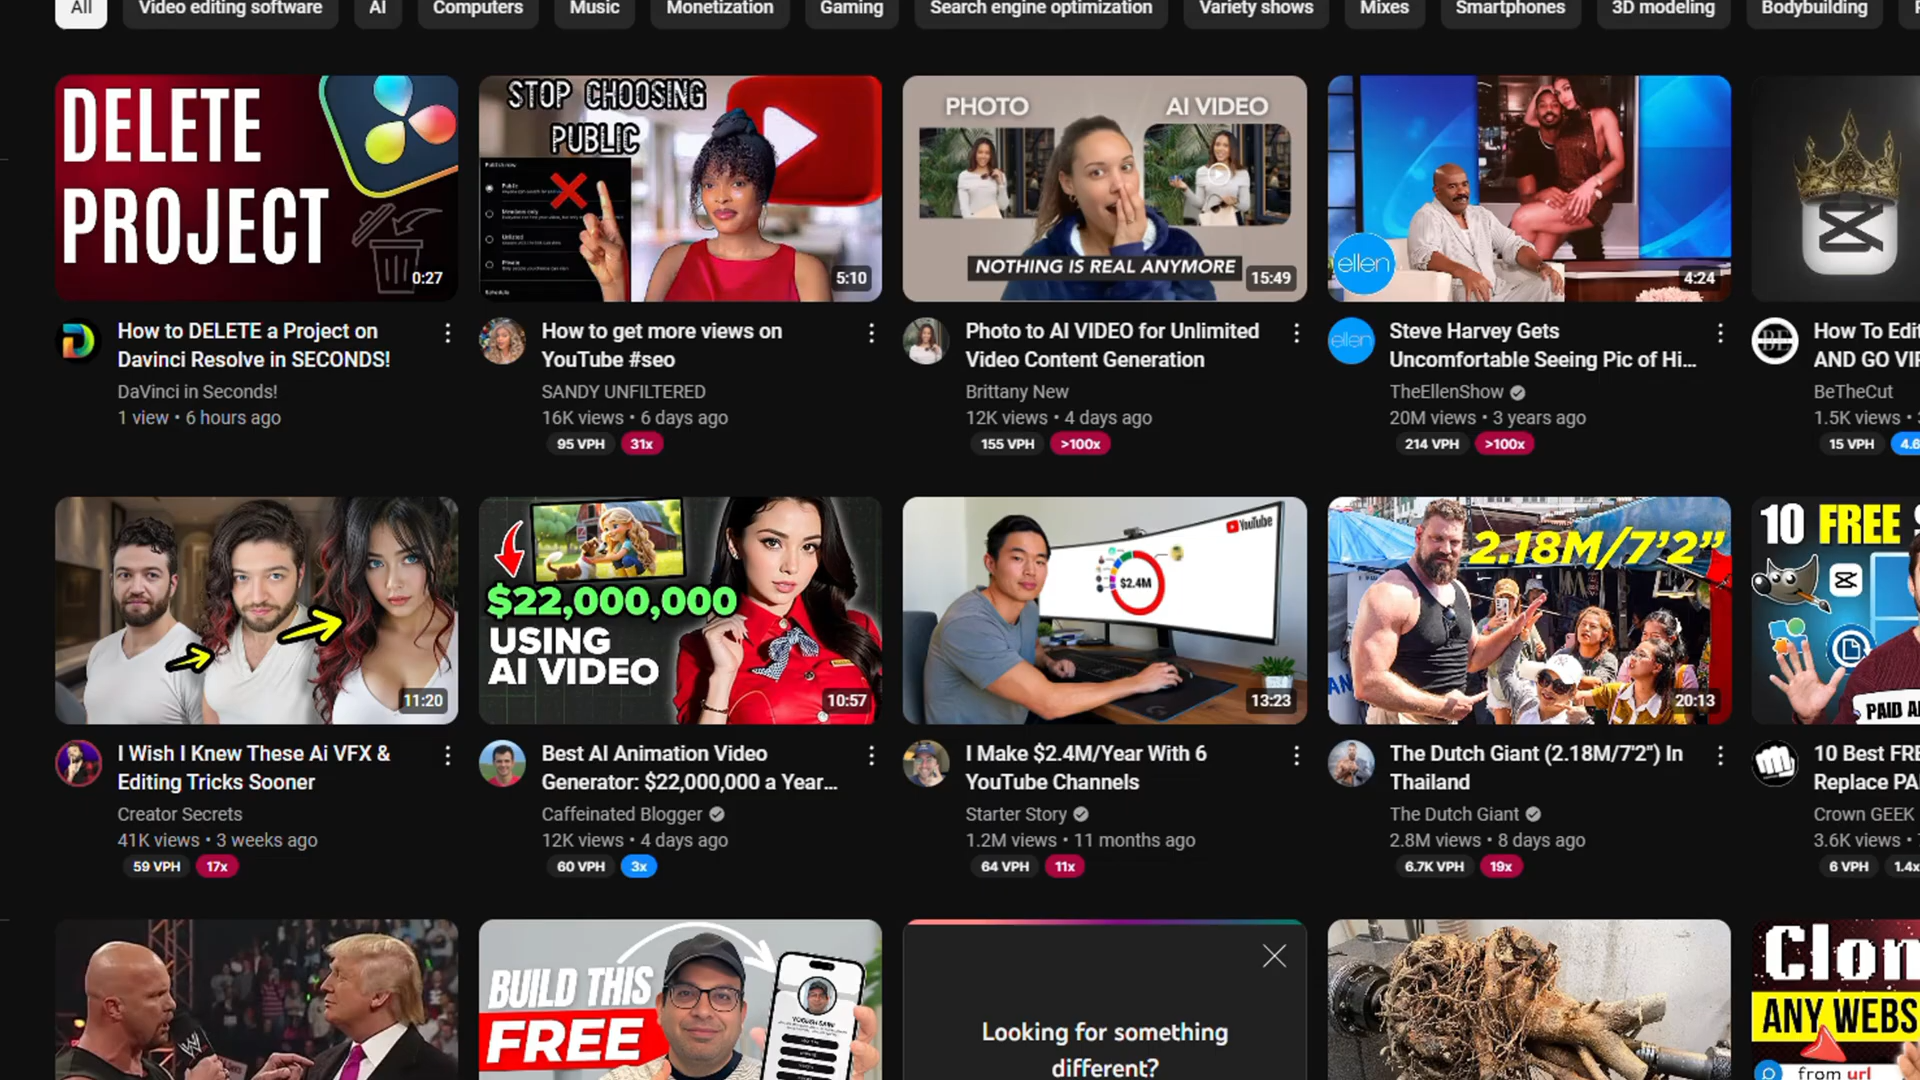 All
Video editing software
AI
Computers
Music
Monetization
Gaming
Search engine optimization
Variety shows
Mixes
Smartphones
3D modeling
Bodybuilding
DELETE
PROJECT
0:27
STOP CHOOSING
PUBLIC
5:10
PHOTO
AI VIDEO
NOTHING IS REAL ANYMORE
15:49
ellen
4:24
How to DELETE a Project on
Davinci Resolve in SECONDS!
DaVinci in Seconds!
1 view • 6 hours ago
How to get more views on
YouTube #seo
SANDY UNFILTERED
16K views • 6 days ago
95 VPH 31x
Photo to AI VIDEO for Unlimited
Video Content Generation
Brittany New
12K views • 4 days ago
155 VPH >100x
ellen
Steve Harvey Gets
Uncomfortable Seeing Pic of Hi...
TheEllenShow
20M views • 3 years ago
214 VPH >100x
How To Edi
AND GO VIR
BeTheCut
1.5K views •
15 VPH 4.6
11:20
$22,000,000
USING
AI VIDEO
10:57
YouTube
$2.4M
13:23
2.18M/7'2"
20:13
10 FREE
PAID A
I Wish I Knew These Ai VFX &
Editing Tricks Sooner
Creator Secrets
41K views • 3 weeks ago
59 VPH 17x
Best AI Animation Video
Generator: $22,000,000 a Year...
Caffeinated Blogger
12K views • 4 days ago
60 VPH 3x
I Make $2.4M/Year With 6
YouTube Channels
Starter Story
1.2M views • 11 months ago
64 VPH 11x
The Dutch Giant (2.18M/7'2") In
Thailand
The Dutch Giant
2.8M views • 8 days ago
6.7K VPH 19x
10 Best FRE
Replace PA
Crown GEEK
3.6K views •
6 VPH 1.4x
BUILD THIS
FREE
Looking for something
different?
Clon
ANY WEBS
from url